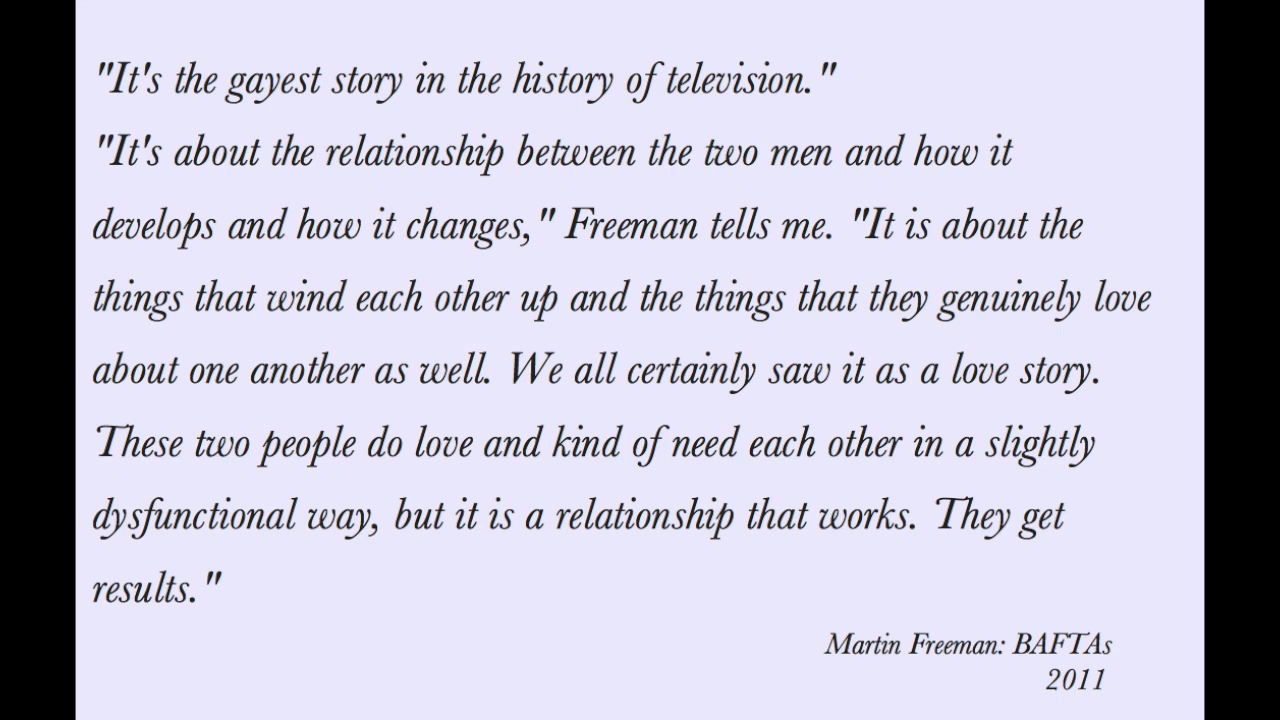 "It's the gayest story in the history of television."
"It's about the relationship between the two men and how it
develops and how it changes," Freeman tells me. "It is about the
things that wind each other up and the things that they genuinely love
about one another as well. We all certainly saw it as a love story.
These two people do love and kind of need each other in a slightly
dysfunctional way, but it is a relationship that works. They get
results."
Martin Freeman: BAFTAs
2011